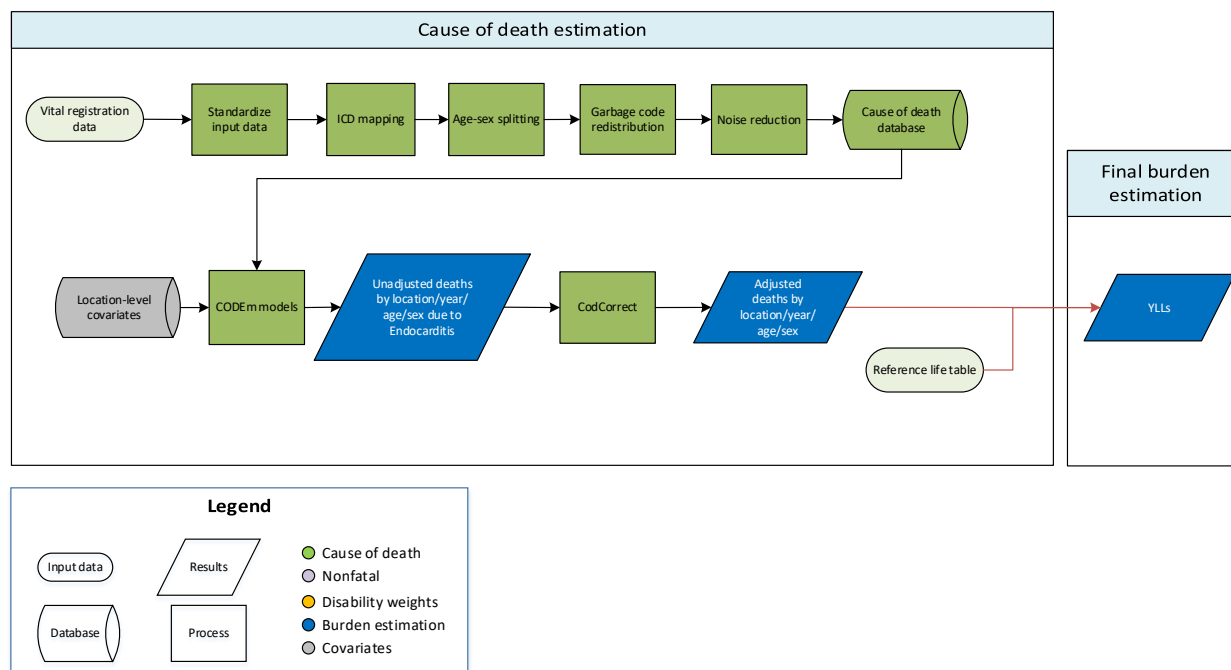 Cause of death estimation
Vital registration
data
Standardize
input data
ICD mapping
Age-sex splitting
Garbage code
redistribution
Noise reduction
Cause of death
database
Final burden
estimation
Location-level
covariates
CODEm models
Unadjusted deaths
by location/year/
age/sex due to
Endocarditis
CodCorrect
Adjusted
deaths by
location/year/
age/sex
YLLs
Reference life table
Legend
Input data
Results
Database
Process
Cause of death
Nonfatal
Disability weights
Burden estimation
Covariates